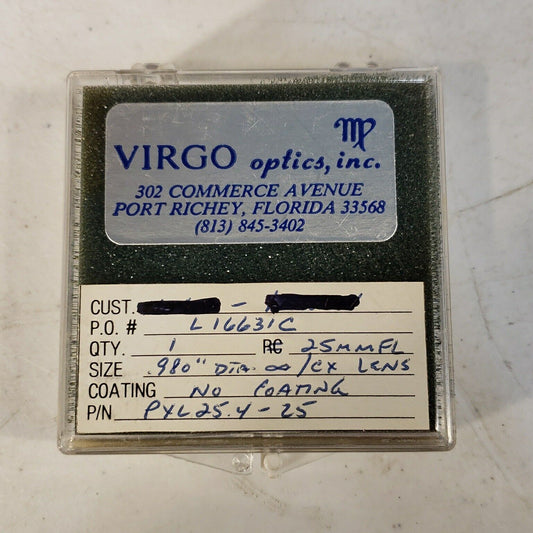 VIRGO optics, inc.
302 COMMERCE AVENUE
PORT RICHEY, FLORIDA 33568
(813) 845-3402
CUST. -
P.O. # L16631C
QTY. 1 RC 25MMFL
SIZE .980" DIA. ∞/CX LENS
COATING NO COATING
P/N PXL25.4-25